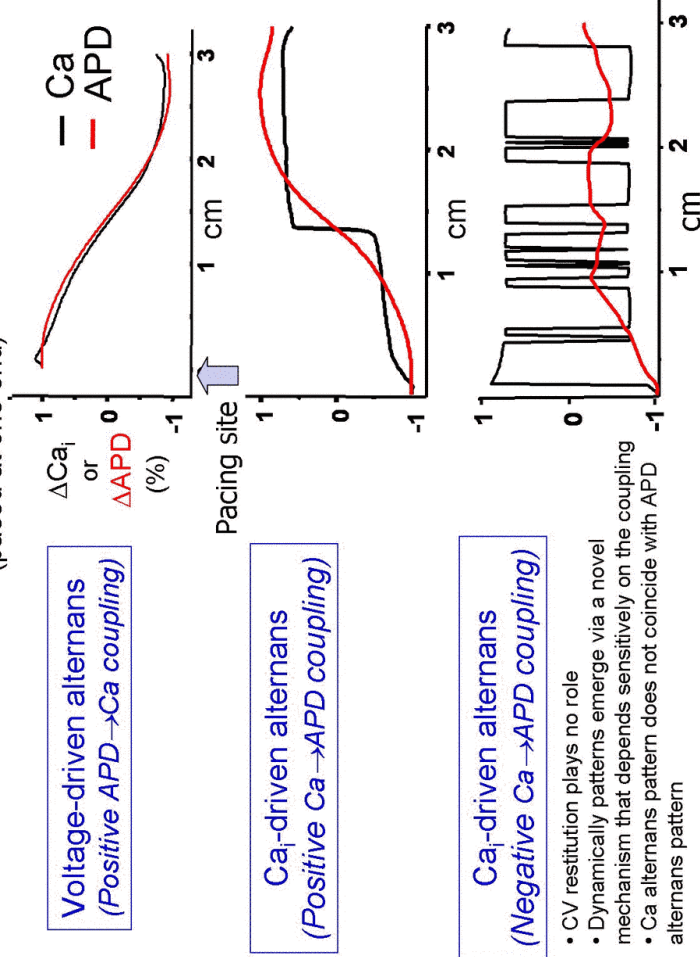 Voltage-driven alternans
(Positive APD→Ca coupling)
ΔCaᵢ
or
ΔAPD
(%)
1
0
-1
1
2
3
cm
Ca
APD
Pacing site
Caᵢ-driven alternans
(Positive Ca→APD coupling)
1
0
-1
1
2
3
cm
Caᵢ-driven alternans
(Negative Ca→APD coupling)
1
0
-1
1
2
3
cm
• CV restitution plays no role
• Dynamically patterns emerge via a novel
mechanism that depends sensitively on the coupling
• Ca alternans pattern does not coincide with APD
alternans pattern